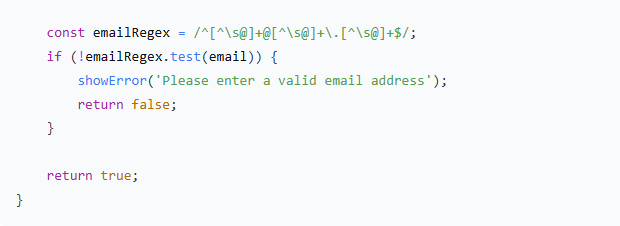 const emailRegex = /^[^\s@]+@[^\s@]+\.[^\s@]+$/;
    if (!emailRegex.test(email)) {
        showError('Please enter a valid email address');
        return false;
    }

    return true;
}